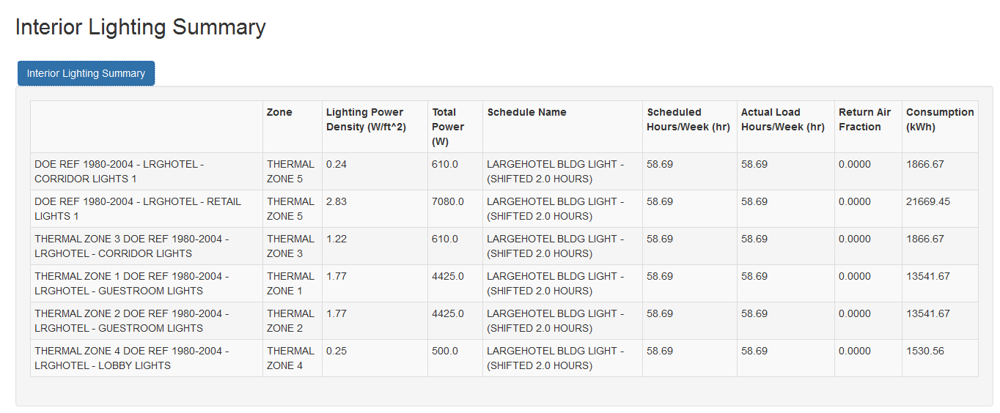 Interior Lighting Summary
Interior Lighting Summary
Zone Lighting Power Density (W/ft^2) Total Power (W) Schedule Name Scheduled Hours/Week (hr) Actual Load Hours/Week (hr) Return Air Fraction Consumption (kWh)
DOE REF 1980-2004 - LRGHOTEL - CORRIDOR LIGHTS 1 THERMAL ZONE 5 0.24 610.0 LARGEHOTEL BLDG LIGHT - (SHIFTED 2.0 HOURS) 58.69 58.69 0.0000 1866.67
DOE REF 1980-2004 - LRGHOTEL - RETAIL LIGHTS 1 THERMAL ZONE 5 2.83 7080.0 LARGEHOTEL BLDG LIGHT - (SHIFTED 2.0 HOURS) 58.69 58.69 0.0000 21669.45
THERMAL ZONE 3 DOE REF 1980-2004 - LRGHOTEL - CORRIDOR LIGHTS THERMAL ZONE 3 1.22 610.0 LARGEHOTEL BLDG LIGHT - (SHIFTED 2.0 HOURS) 58.69 58.69 0.0000 1866.67
THERMAL ZONE 1 DOE REF 1980-2004 - LRGHOTEL - GUESTROOM LIGHTS THERMAL ZONE 1 1.77 4425.0 LARGEHOTEL BLDG LIGHT - (SHIFTED 2.0 HOURS) 58.69 58.69 0.0000 13541.67
THERMAL ZONE 2 DOE REF 1980-2004 - LRGHOTEL - GUESTROOM LIGHTS THERMAL ZONE 2 1.77 4425.0 LARGEHOTEL BLDG LIGHT - (SHIFTED 2.0 HOURS) 58.69 58.69 0.0000 13541.67
THERMAL ZONE 4 DOE REF 1980-2004 - LRGHOTEL - LOBBY LIGHTS THERMAL ZONE 4 0.25 500.0 LARGEHOTEL BLDG LIGHT - (SHIFTED 2.0 HOURS) 58.69 58.69 0.0000 1530.56